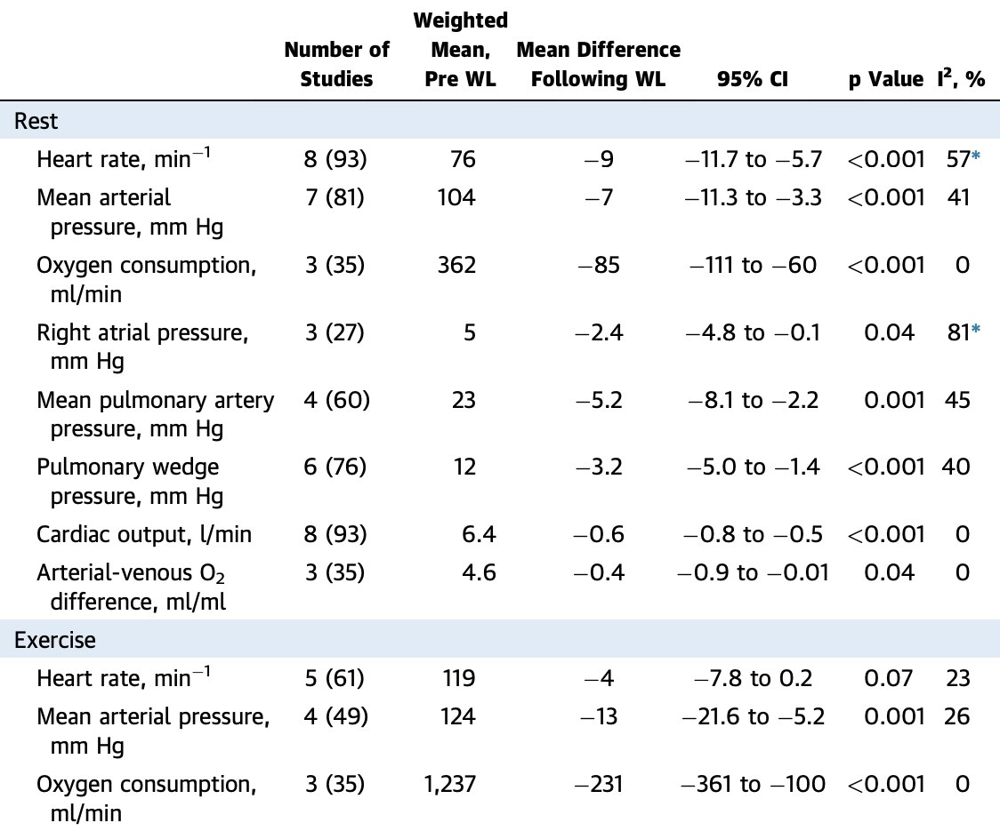 Number of Studies Weighted Mean, Pre WL Mean Difference Following WL 95% CI p Value I², %
Rest
Heart rate, min⁻¹ 8 (93) 76 −9 −11.7 to −5.7 <0.001 57*
Mean arterial 7 (81) 104 −7 −11.3 to −3.3 <0.001 41
pressure, mm Hg
Oxygen consumption, 3 (35) 362 −85 −111 to −60 <0.001 0
ml/min
Right atrial pressure, 3 (27) 5 −2.4 −4.8 to −0.1 0.04 81*
mm Hg
Mean pulmonary artery 4 (60) 23 −5.2 −8.1 to −2.2 0.001 45
pressure, mm Hg
Pulmonary wedge 6 (76) 12 −3.2 −5.0 to −1.4 <0.001 40
pressure, mm Hg
Cardiac output, l/min 8 (93) 6.4 −0.6 −0.8 to −0.5 <0.001 0
Arterial-venous O₂ 3 (35) 4.6 −0.4 −0.9 to −0.01 0.04 0
difference, ml/ml
Exercise
Heart rate, min⁻¹ 5 (61) 119 −4 −7.8 to 0.2 0.07 23
Mean arterial pressure, 4 (49) 124 −13 −21.6 to −5.2 0.001 26
mm Hg
Oxygen consumption, 3 (35) 1,237 −231 −361 to −100 <0.001 0
ml/min